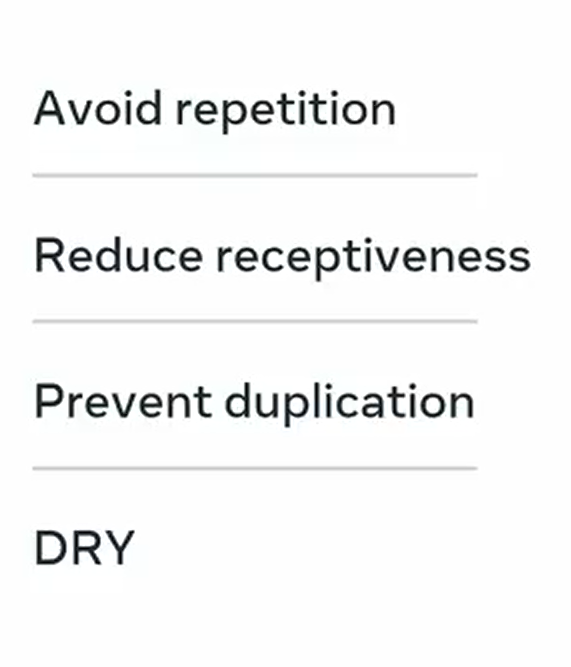 Avoid repetition
Reduce receptiveness
Prevent duplication
DRY